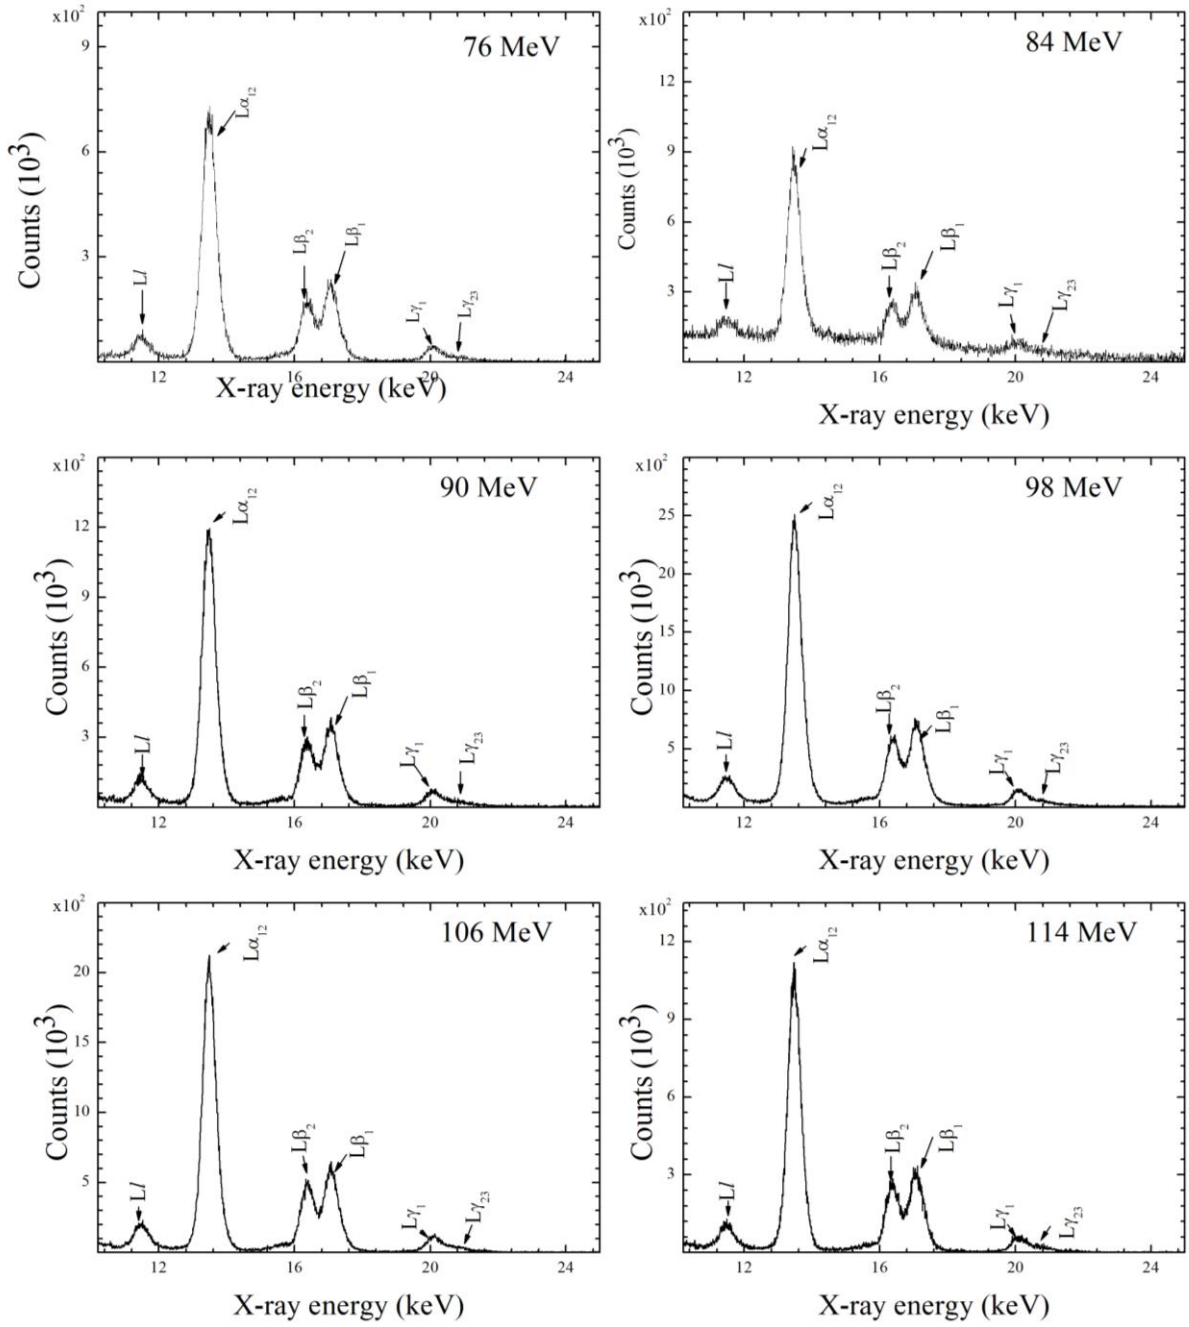 x10²
76 MeV
9
Lα₁₂
6
Counts (10³)
Lβ₂
Lβ₁
3
Ll
Lγ₁
Lγ₂₃
12
16
20
24
X-ray energy (keV)
x10²
84 MeV
12
Lα₁₂
9
Counts (10³)
6
Lβ₂
Lβ₁
Ll
3
Lγ₁
Lγ₂₃
12
16
20
24
X-ray energy (keV)
x10²
90 MeV
Lα₁₂
12
9
Counts (10³)
6
Lβ₂
Lβ₁
3
Ll
Lγ₁
Lγ₂₃
12
16
20
24
X-ray energy (keV)
x10²
98 MeV
Lα₁₂
25
20
Counts (10³)
15
10
Lβ₂
Lβ₁
5
Ll
Lγ₁
Lγ₂₃
12
16
20
24
X-ray energy (keV)
x10²
106 MeV
Lα₁₂
20
15
Counts (10³)
10
Lβ₂
Lβ₁
5
Ll
Lγ₁
Lγ₂₃
12
16
20
24
X-ray energy (keV)
x10²
114 MeV
12
Lα₁₂
9
Counts (10³)
6
Lβ₂
Lβ₁
3
Ll
Lγ₁
Lγ₂₃
12
16
20
24
X-ray energy (keV)